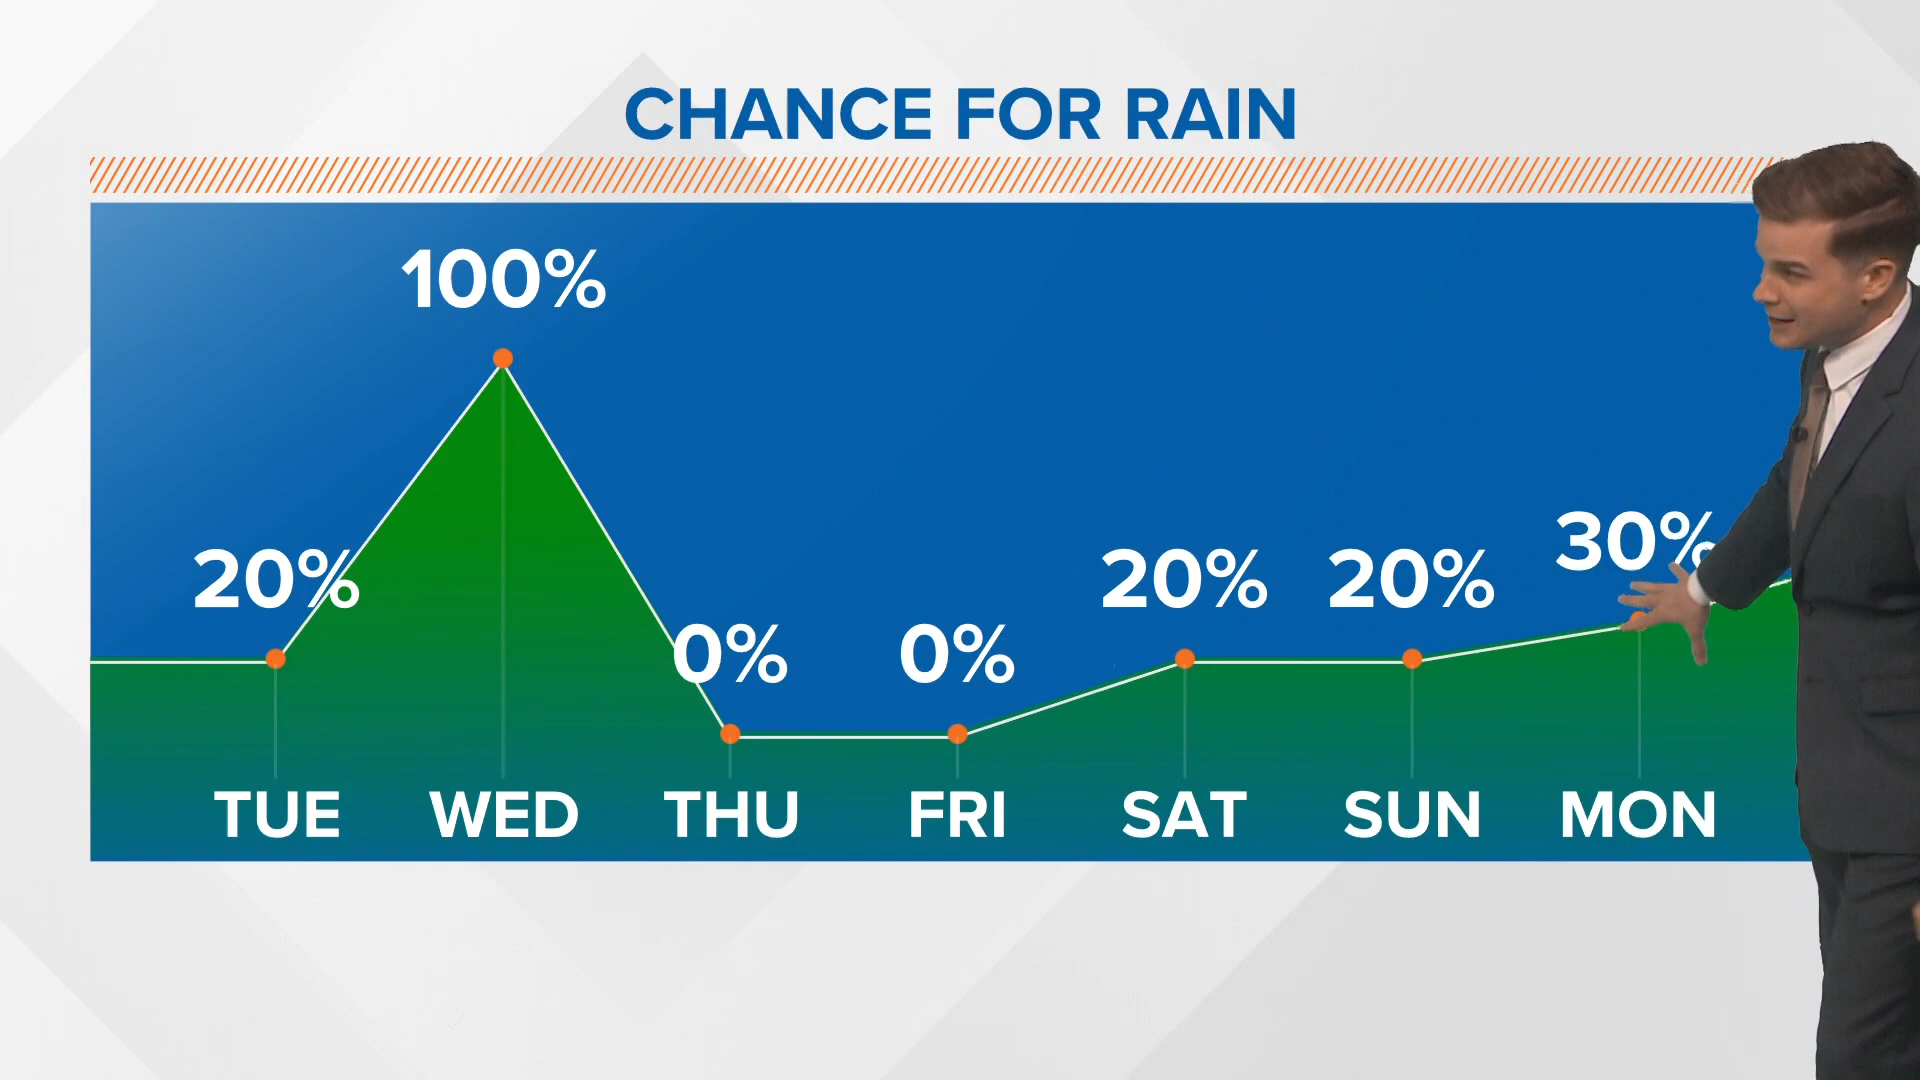 CHANCE FOR RAIN
20% 100% 0% 0% 20% 20% 30%
TUE WED THU FRI SAT SUN MON